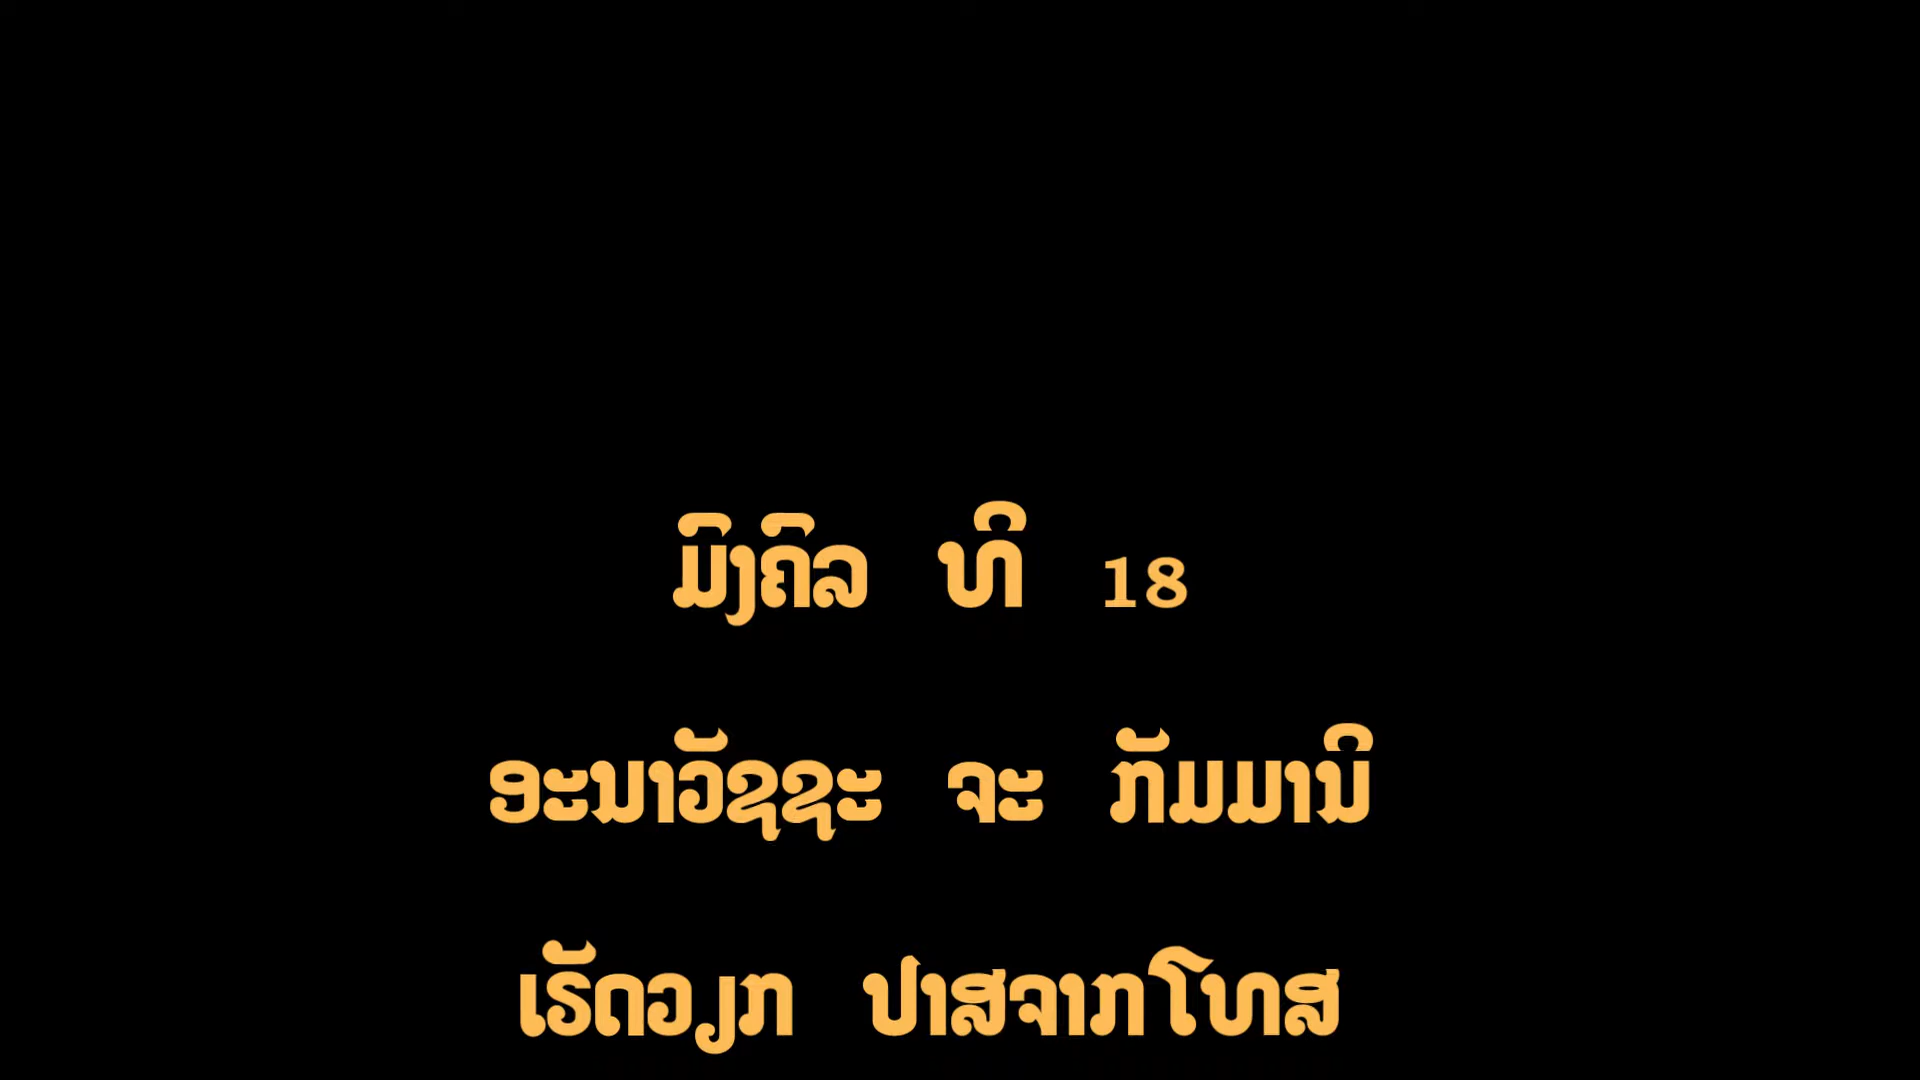 ມົງຄົລ ທີ 18
ອະນາວັຊຊະ ຈະ ກັມມານິ
ເຮັດວຽກ ປາສຈາກໂທສ